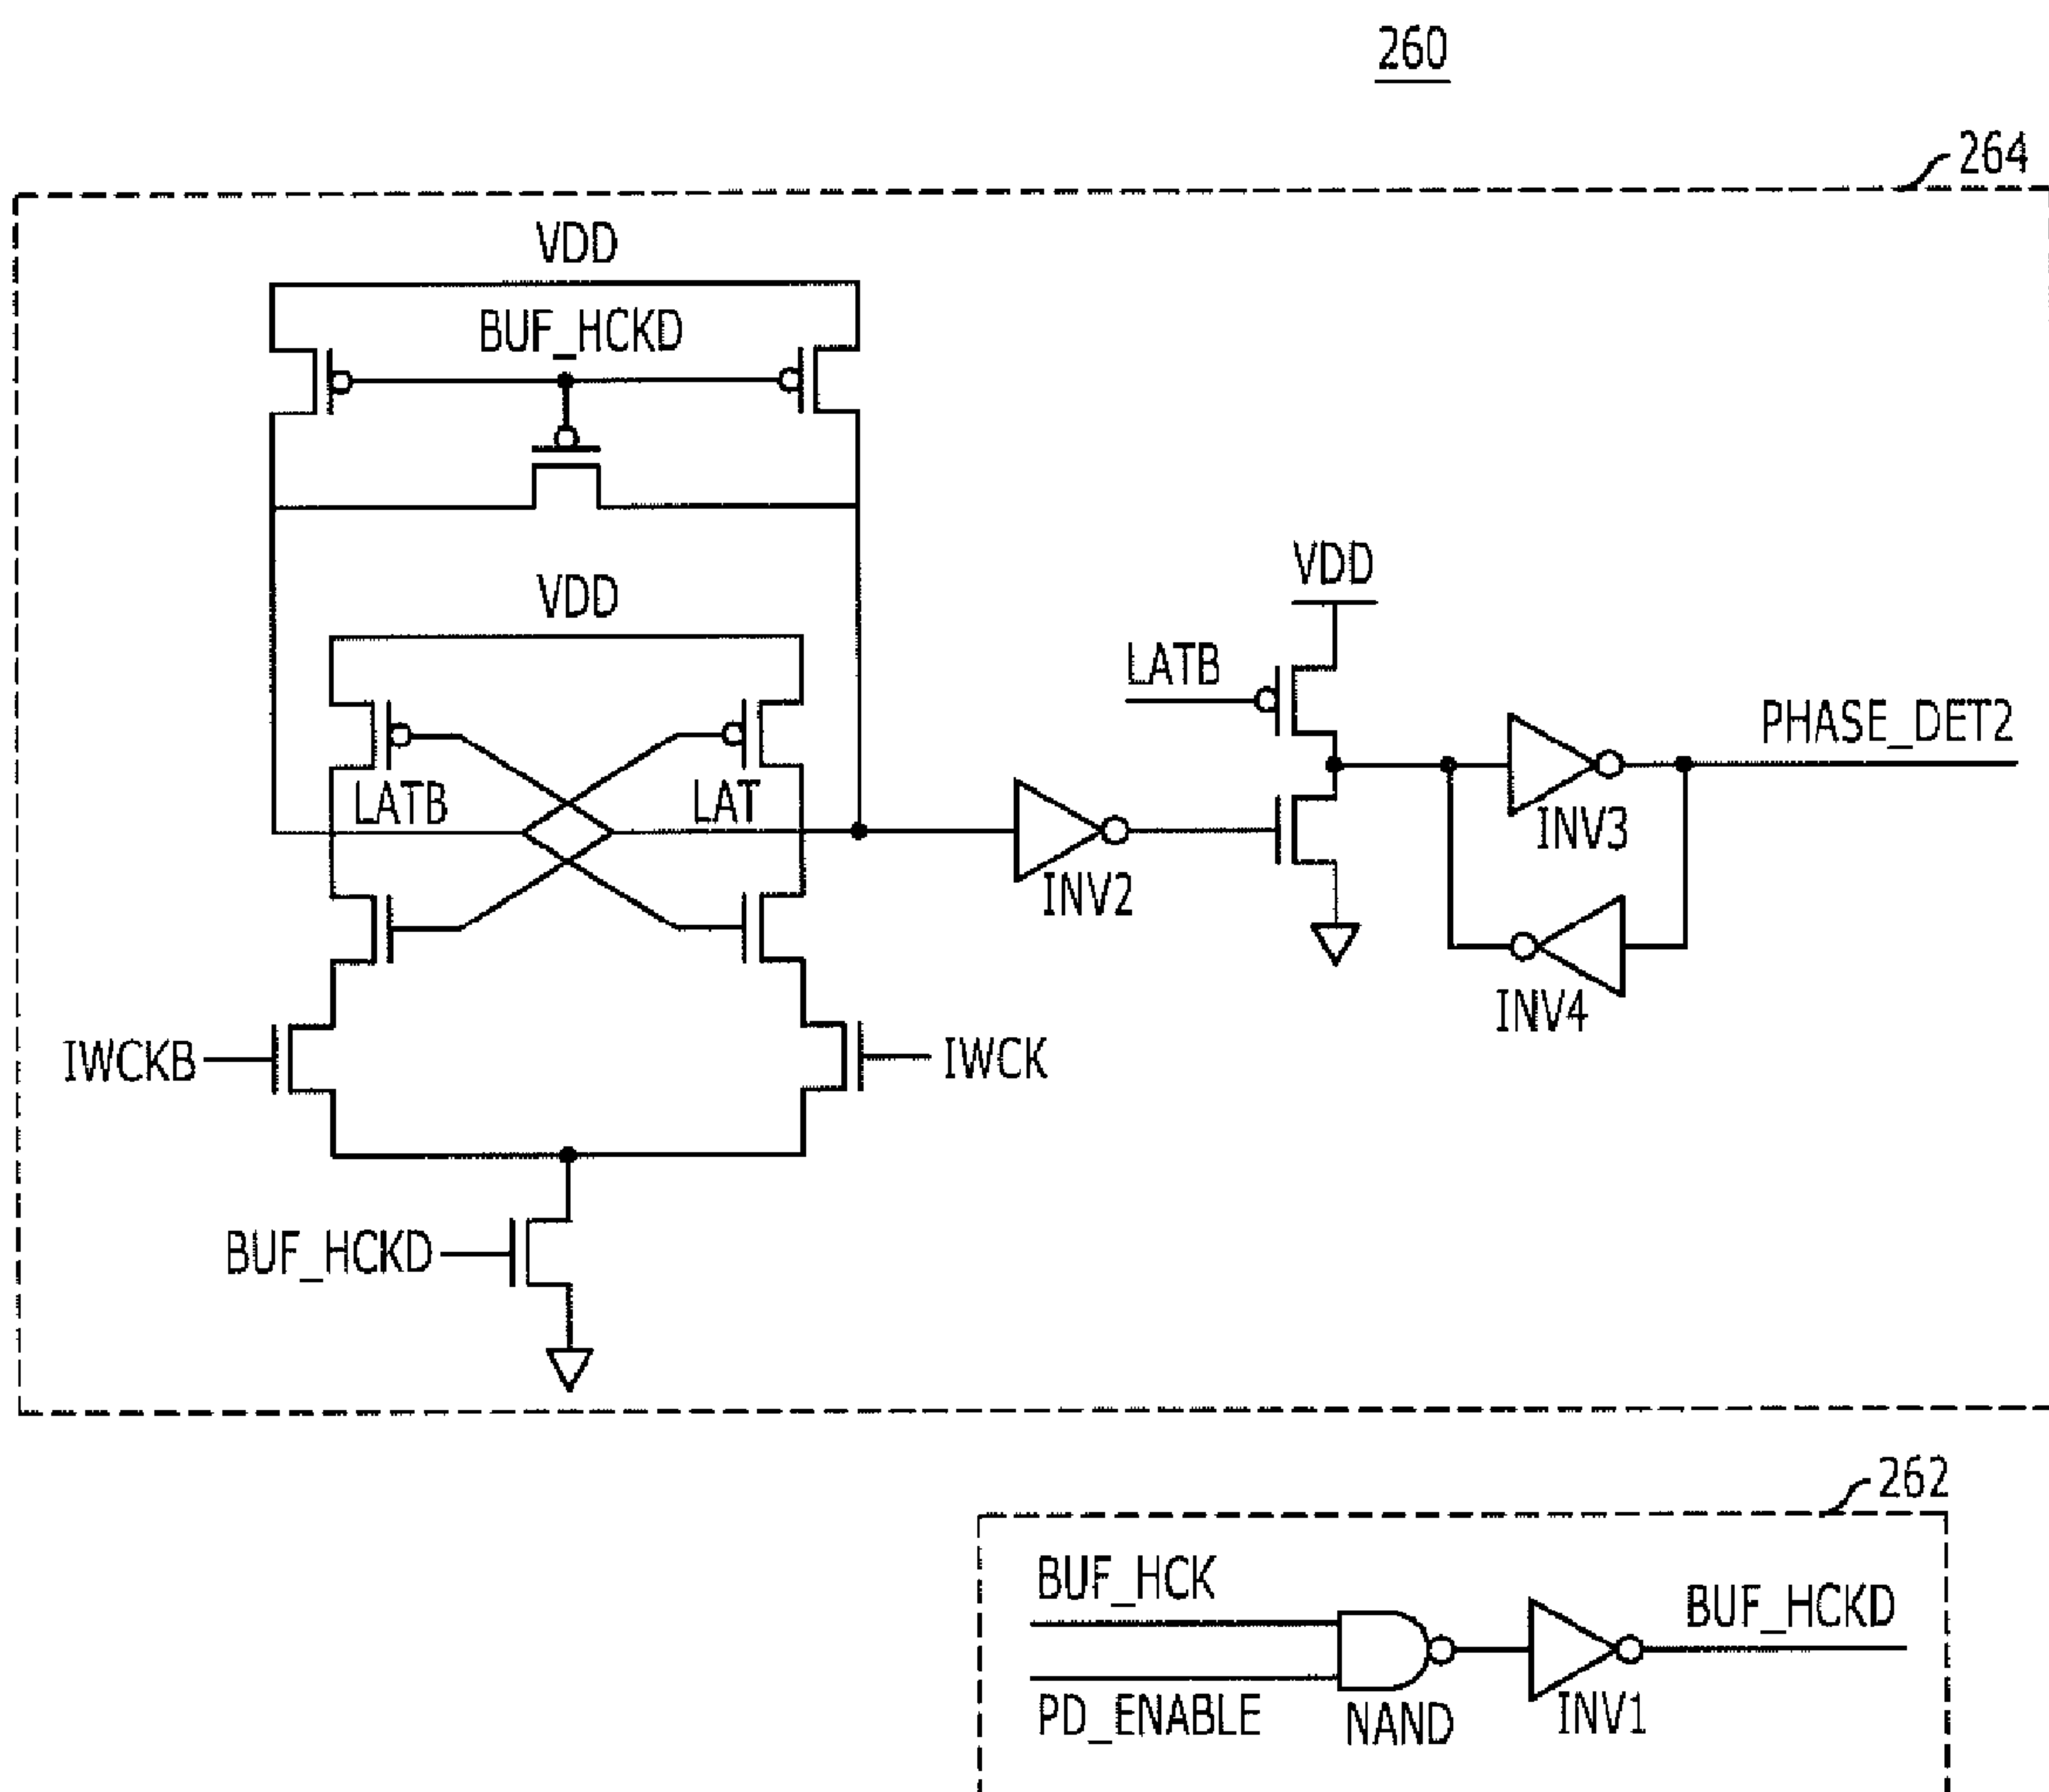 260
264
VDD
BUF_HCKD
VDD
VDD
LATB
PHASE_DET2
LATB
LAT
INV3
INV2
INV4
IWCKB
IWCK
BUF_HCKD
262
BUF_HCK
BUF_HCKD
PD_ENABLE
NAND
INV1